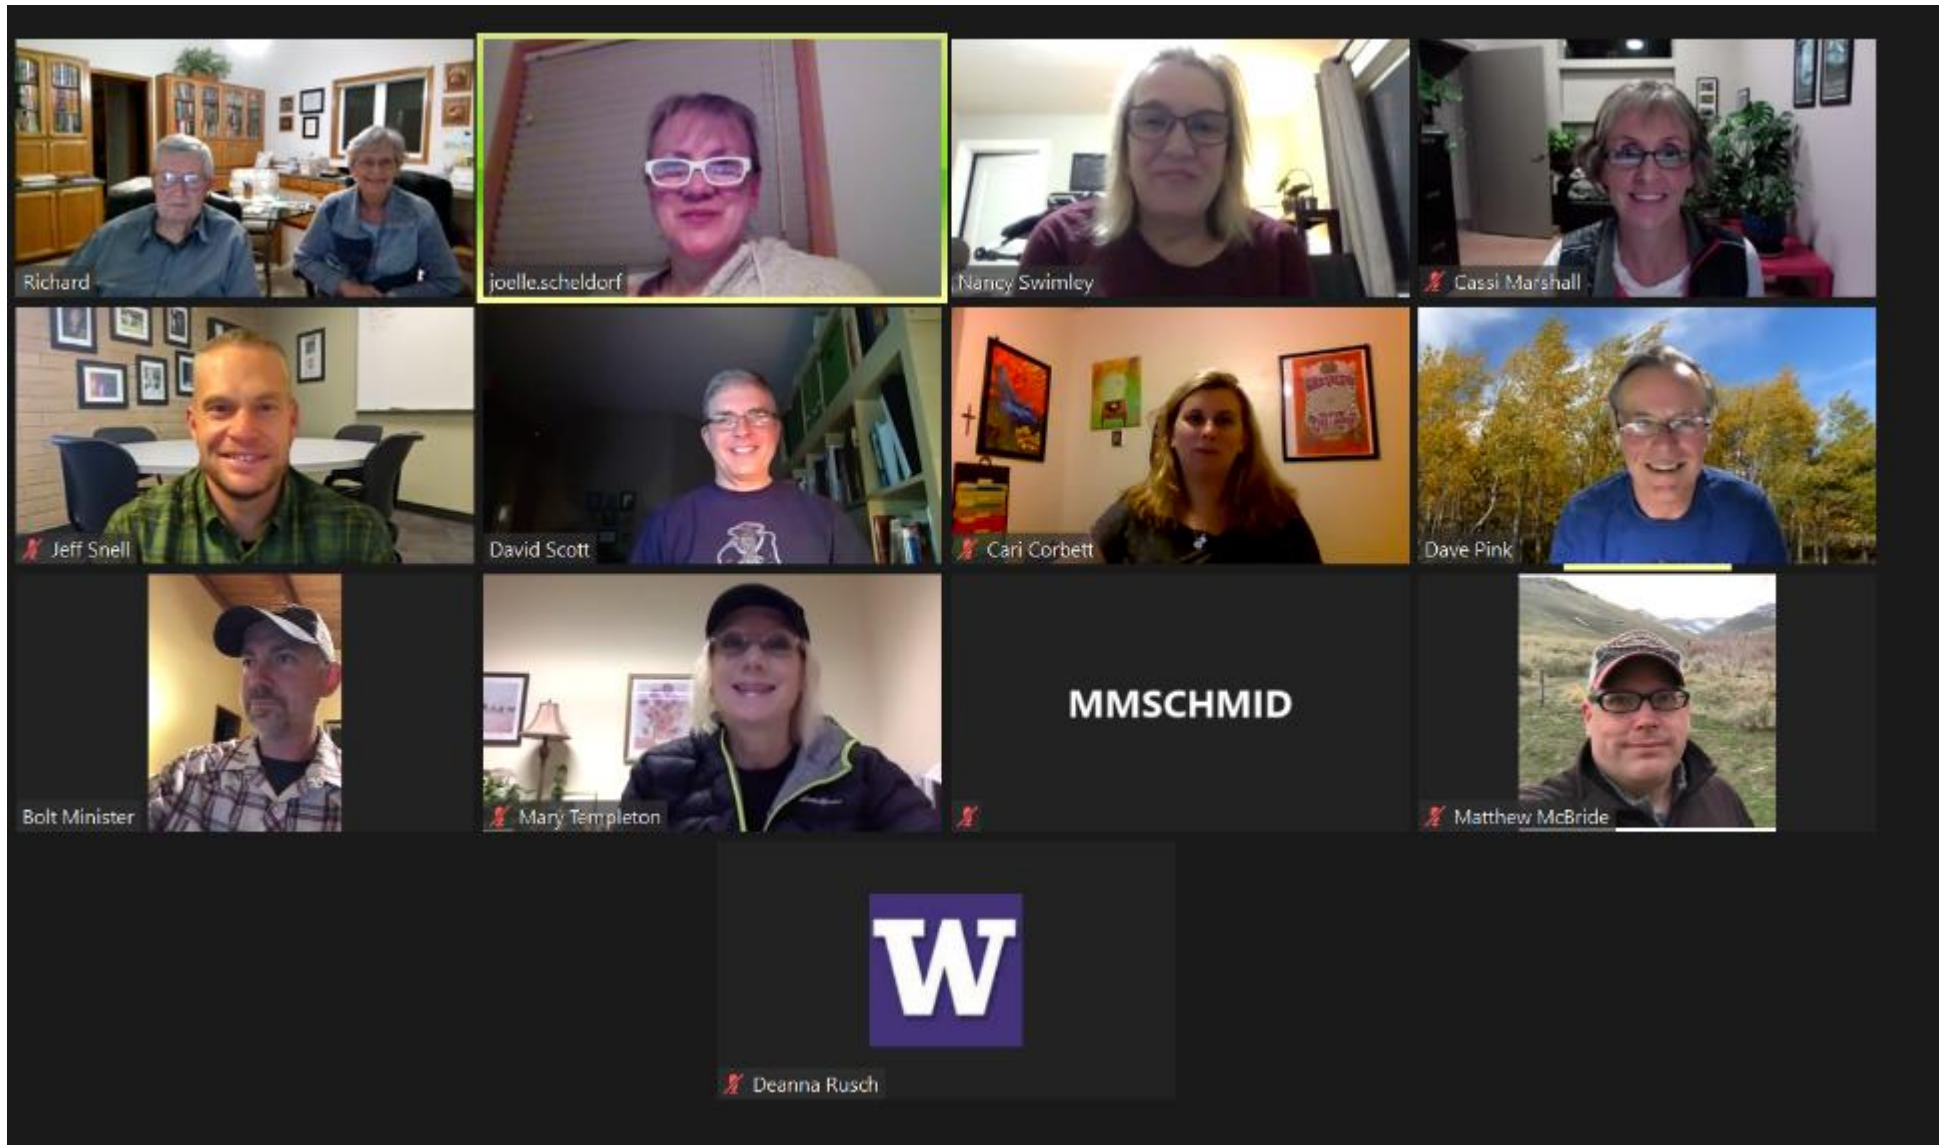 Richard
joelle.scheldorf
Nancy Swimley
Cassi Marshall
Jeff Snell
David Scott
Cari Corbett
Dave Pink
Bolt Minister
Mary Templeton
MMSCHMID
Matthew McBride
W
Deanna Rusch